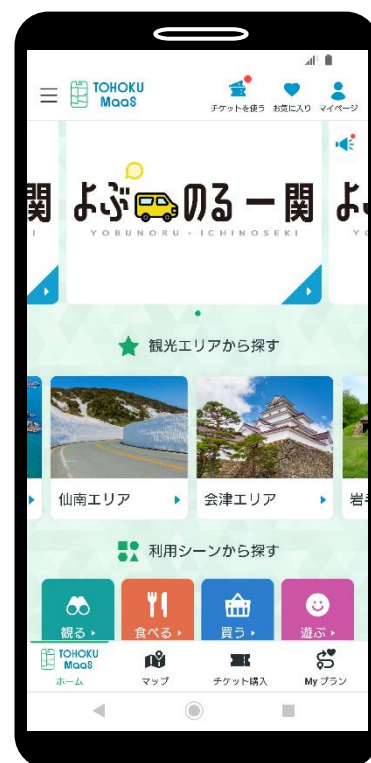 TOHOKU
MaaS
チケットを使う お気に入り マイページ
関 よぶのる一関 よ
I YOBUNORU・ICHINOSEKI Y
観光エリアから探す
仙南エリア 会津エリア 岩手
利用シーンから探す
観る 食べる 買う 遊ぶ
TOHOKU
MaaS
ホーム マップ チケット購入 My プラン